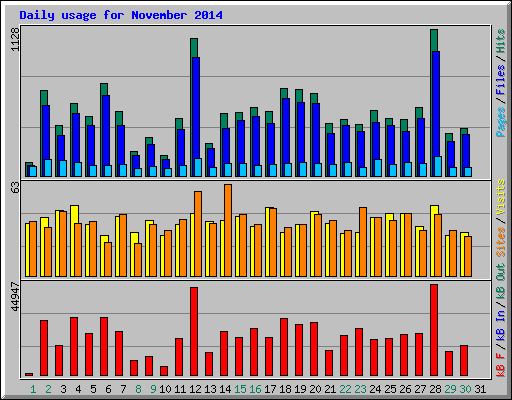 Daily usage for November 2014
1128
Pages / Files / Hits
63
Sites / Visits
44947
kB F / kB In / kB Out
1 2 3 4 5 6 7 8 9 10 11 12 13 14 15 16 17 18 19 20 21 22 23 24 25 26 27 28 29 30 31